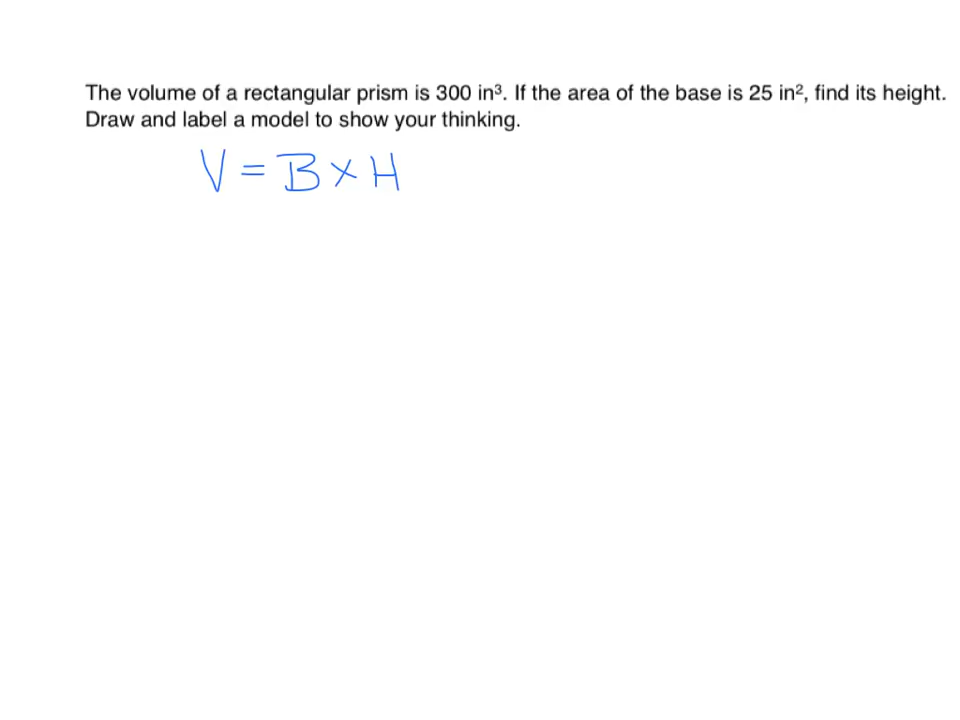 The volume of a rectangular prism is 300 in³. If the area of the base is 25 in², find its height.
Draw and label a model to show your thinking.
V = B × H